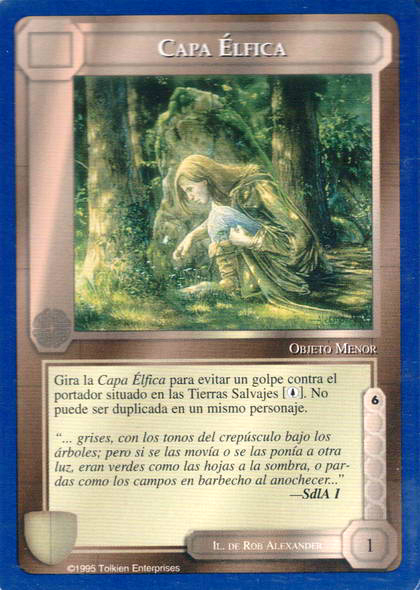 CAPA ÉLFICA
OBJETO MENOR
Gira la Capa Élfica para evitar un golpe contra el
portador situado en las Tierras Salvajes [ ]. No
puede ser duplicada en un mismo personaje.
6
“... grises, con los tonos del crepúsculo bajo los
árboles; pero si se las movía o se las ponía a otra
luz, eran verdes como las hojas a la sombra, o par-
das como los campos en barbecho al anochecer...”
—SdlA I
IL. DE ROB ALEXANDER
1
©1995 Tolkien Enterprises